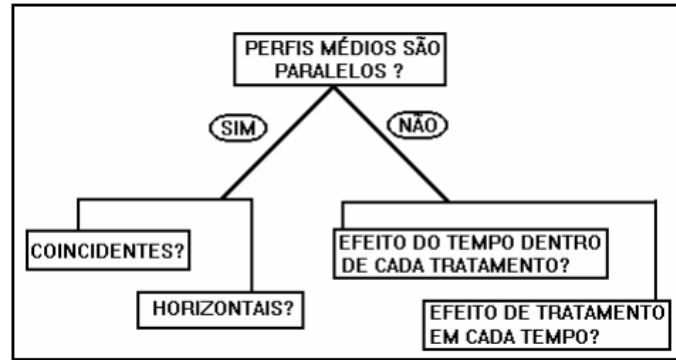 PERFIS MÉDIOS SÃO
PARALELOS ?
SIM
NÃO
COINCIDENTES?
HORIZONTAIS?
EFEITO DO TEMPO DENTRO
DE CADA TRATAMENTO?
EFEITO DE TRATAMENTO
EM CADA TEMPO?